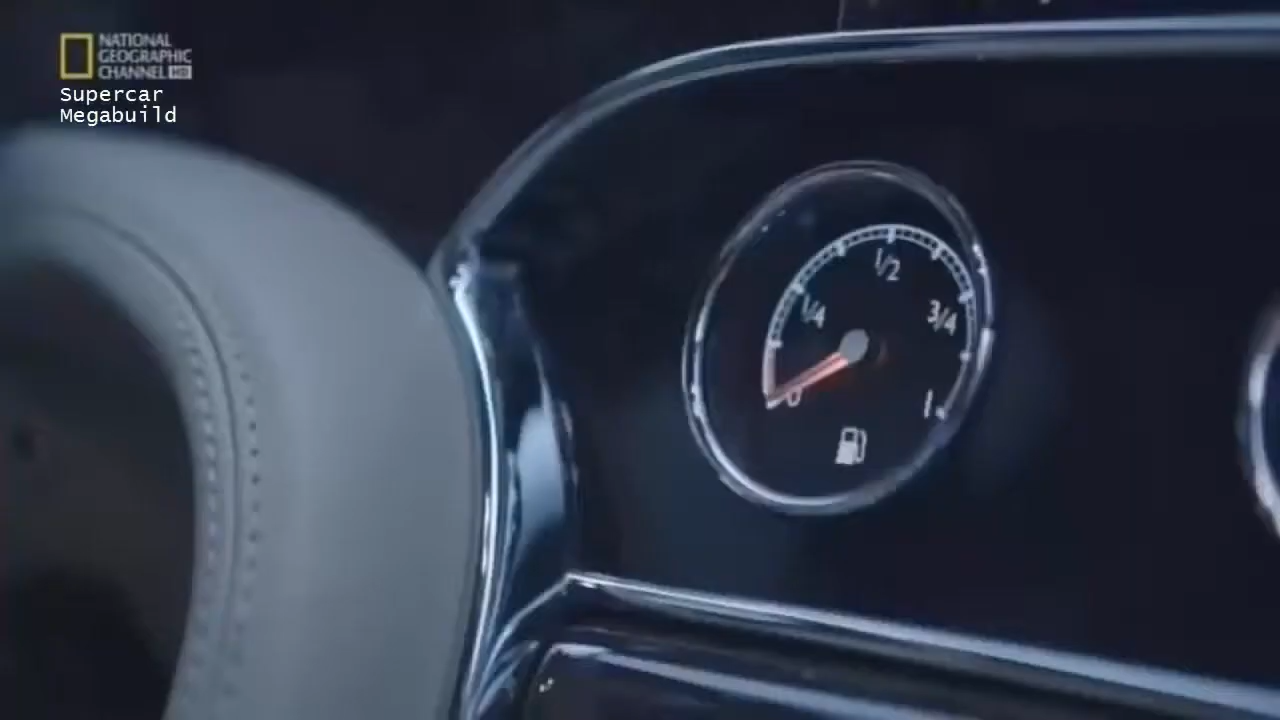 NATIONAL
GEOGRAPHIC
CHANNEL HD
Supercar
Megabuild
1/2
1/4
3/4
0
1